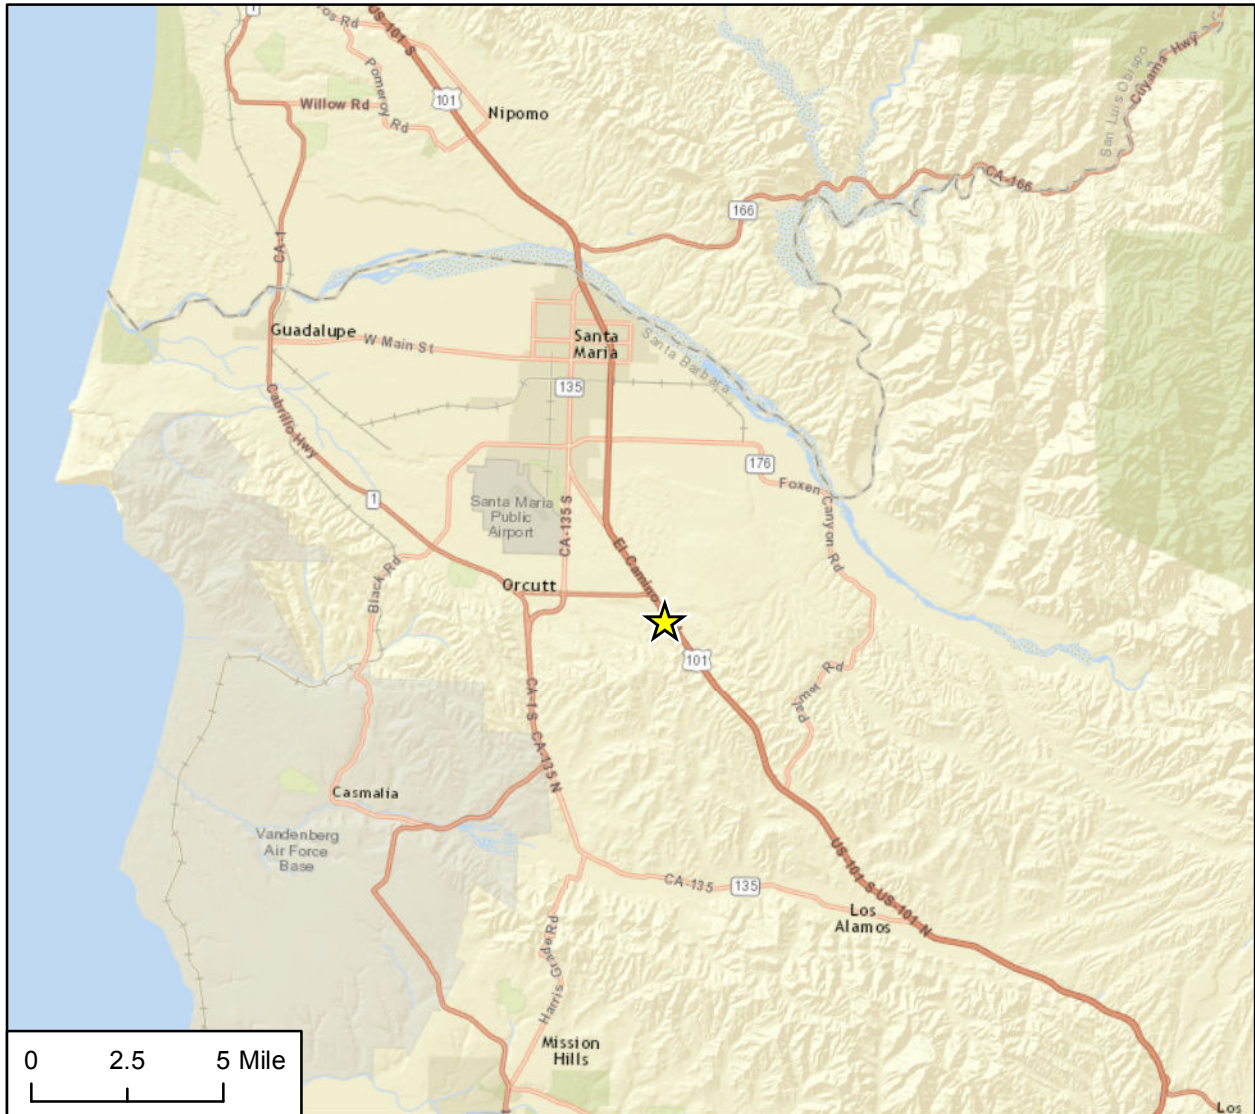 1
US 101 S
os Rd
Pomeroy
Rd
Willow Rd
101
Nipomo
San Luis Obispo
Cuyama Hwy
CA-166
166
CA-1
Guadalupe
W Main St
Santa
Maria
Santa Barbara
135
Cabrillo Hwy
176
Foxen Canyon Rd
1
Santa Maria
Public
Airport
CA-135 S
El Camino
Black Rd
Orcutt
101
Palmer Rd
CA-1 S CA-135 N
Casmalia
Vandenberg
Air Force
Base
US 101 S US 101 N
CA-135
135
Los
Alamos
Harris Grade Rd
Mission
Hills
0 2.5 5 Mile
Los